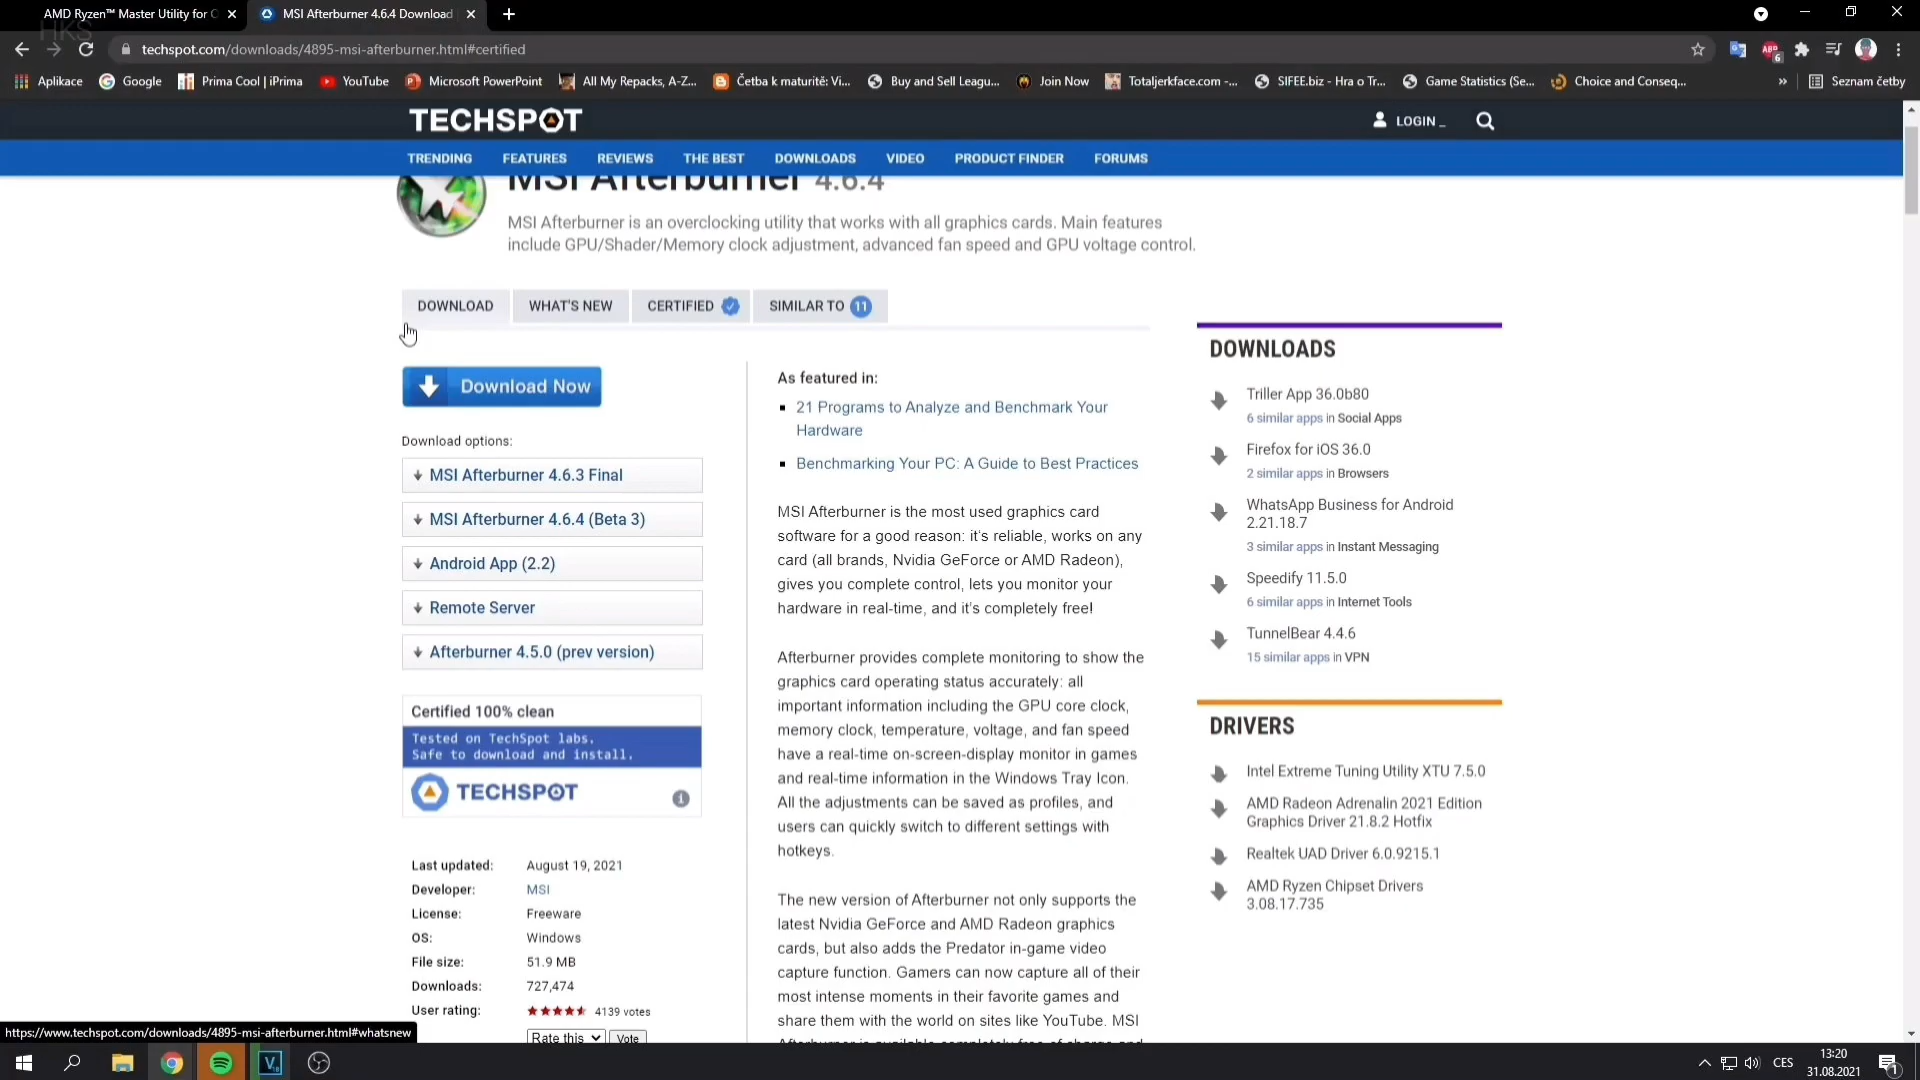 AMD Ryzen™ Master Utility for O
MSI Afterburner 4.6.4 Download
HKS
techspot.com/downloads/4895-msi-afterburner.html#certified
ABP
6
Aplikace
Google
Prima Cool | iPrima
YouTube
Microsoft PowerPoint
All My Repacks, A-Z...
Četba k maturitě: Vi...
Buy and Sell Leagu...
Join Now
Totaljerkface.com -...
SIFEE.biz - Hra o Tr...
Game Statistics (Se...
Choice and Conseq...
»
Seznam četby
TECHSPOT
LOGIN _
TRENDING
FEATURES
REVIEWS
THE BEST
DOWNLOADS
VIDEO
PRODUCT FINDER
FORUMS
MSI Afterburner 4.6.4
MSI Afterburner is an overclocking utility that works with all graphics cards. Main features
include GPU/Shader/Memory clock adjustment, advanced fan speed and GPU voltage control.
DOWNLOAD
WHAT'S NEW
CERTIFIED
SIMILAR TO 11
Download Now
Download options:
MSI Afterburner 4.6.3 Final
MSI Afterburner 4.6.4 (Beta 3)
Android App (2.2)
Remote Server
Afterburner 4.5.0 (prev version)
Certified 100% clean
Tested on TechSpot labs.
Safe to download and install.
TECHSPOT
Last updated: August 19, 2021
Developer: MSI
License: Freeware
OS: Windows
File size: 51.9 MB
Downloads: 727,474
User rating: 4139 votes
Rate this
Vote
As featured in:
21 Programs to Analyze and Benchmark Your
Hardware
Benchmarking Your PC: A Guide to Best Practices
MSI Afterburner is the most used graphics card
software for a good reason: it's reliable, works on any
card (all brands, Nvidia GeForce or AMD Radeon),
gives you complete control, lets you monitor your
hardware in real-time, and it's completely free!
Afterburner provides complete monitoring to show the
graphics card operating status accurately: all
important information including the GPU core clock,
memory clock, temperature, voltage, and fan speed
have a real-time on-screen-display monitor in games
and real-time information in the Windows Tray Icon.
All the adjustments can be saved as profiles, and
users can quickly switch to different settings with
hotkeys.
The new version of Afterburner not only supports the
latest Nvidia GeForce and AMD Radeon graphics
cards, but also adds the Predator in-game video
capture function. Gamers can now capture all of their
most intense moments in their favorite games and
share them with the world on sites like YouTube. MSI
Afterburner is available completely free of charge and
DOWNLOADS
Triller App 36.0b80
6 similar apps in Social Apps
Firefox for iOS 36.0
2 similar apps in Browsers
WhatsApp Business for Android
2.21.18.7
3 similar apps in Instant Messaging
Speedify 11.5.0
6 similar apps in Internet Tools
TunnelBear 4.4.6
15 similar apps in VPN
DRIVERS
Intel Extreme Tuning Utility XTU 7.5.0
AMD Radeon Adrenalin 2021 Edition
Graphics Driver 21.8.2 Hotfix
Realtek UAD Driver 6.0.9215.1
AMD Ryzen Chipset Drivers
3.08.17.735
https://www.techspot.com/downloads/4895-msi-afterburner.html#whatsnew
CES
13:20
31.08.2021
1